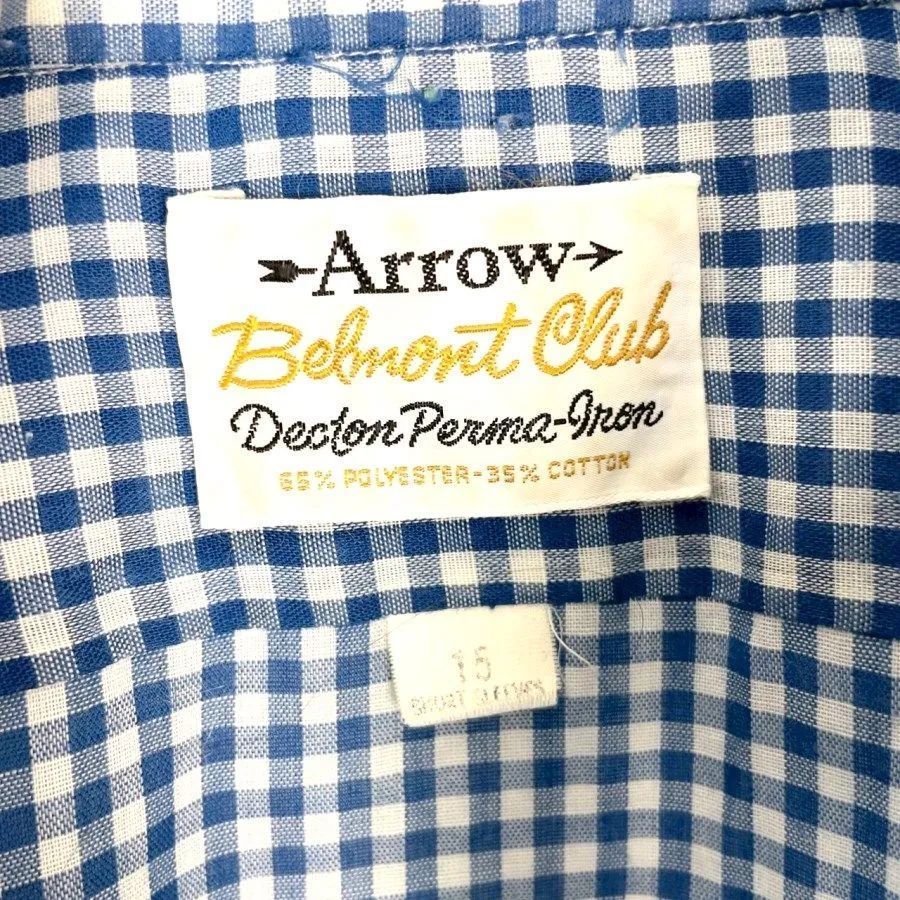 Arrow
Belmont Club
Decton Perma-Iron
65% POLYESTER-35% COTTON
15
SHORT SLEEVES